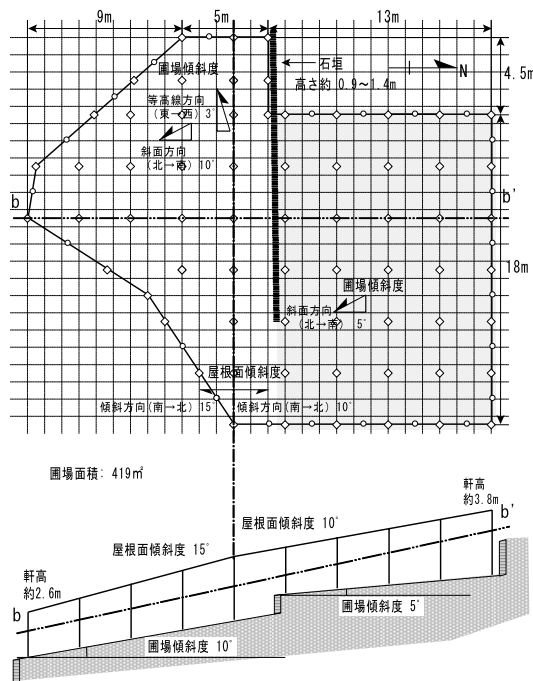 9m
5m
13m
圃場傾斜度
石垣
高さ約 0.9～1.4m
N
4.5m
等高線方向
（東→西）3°
斜面方向
（北→南）10°
b
b'
18m
圃場傾斜度
斜面方向
（北→南） 5°
屋根面傾斜度
傾斜方向(南→北) 15°
傾斜方向(南→北) 10°
圃場面積: 419㎡
軒高
約3.8m
b'
屋根面傾斜度 10°
屋根面傾斜度 15°
軒高
約2.6m
b
圃場傾斜度 5°
圃場傾斜度 10°